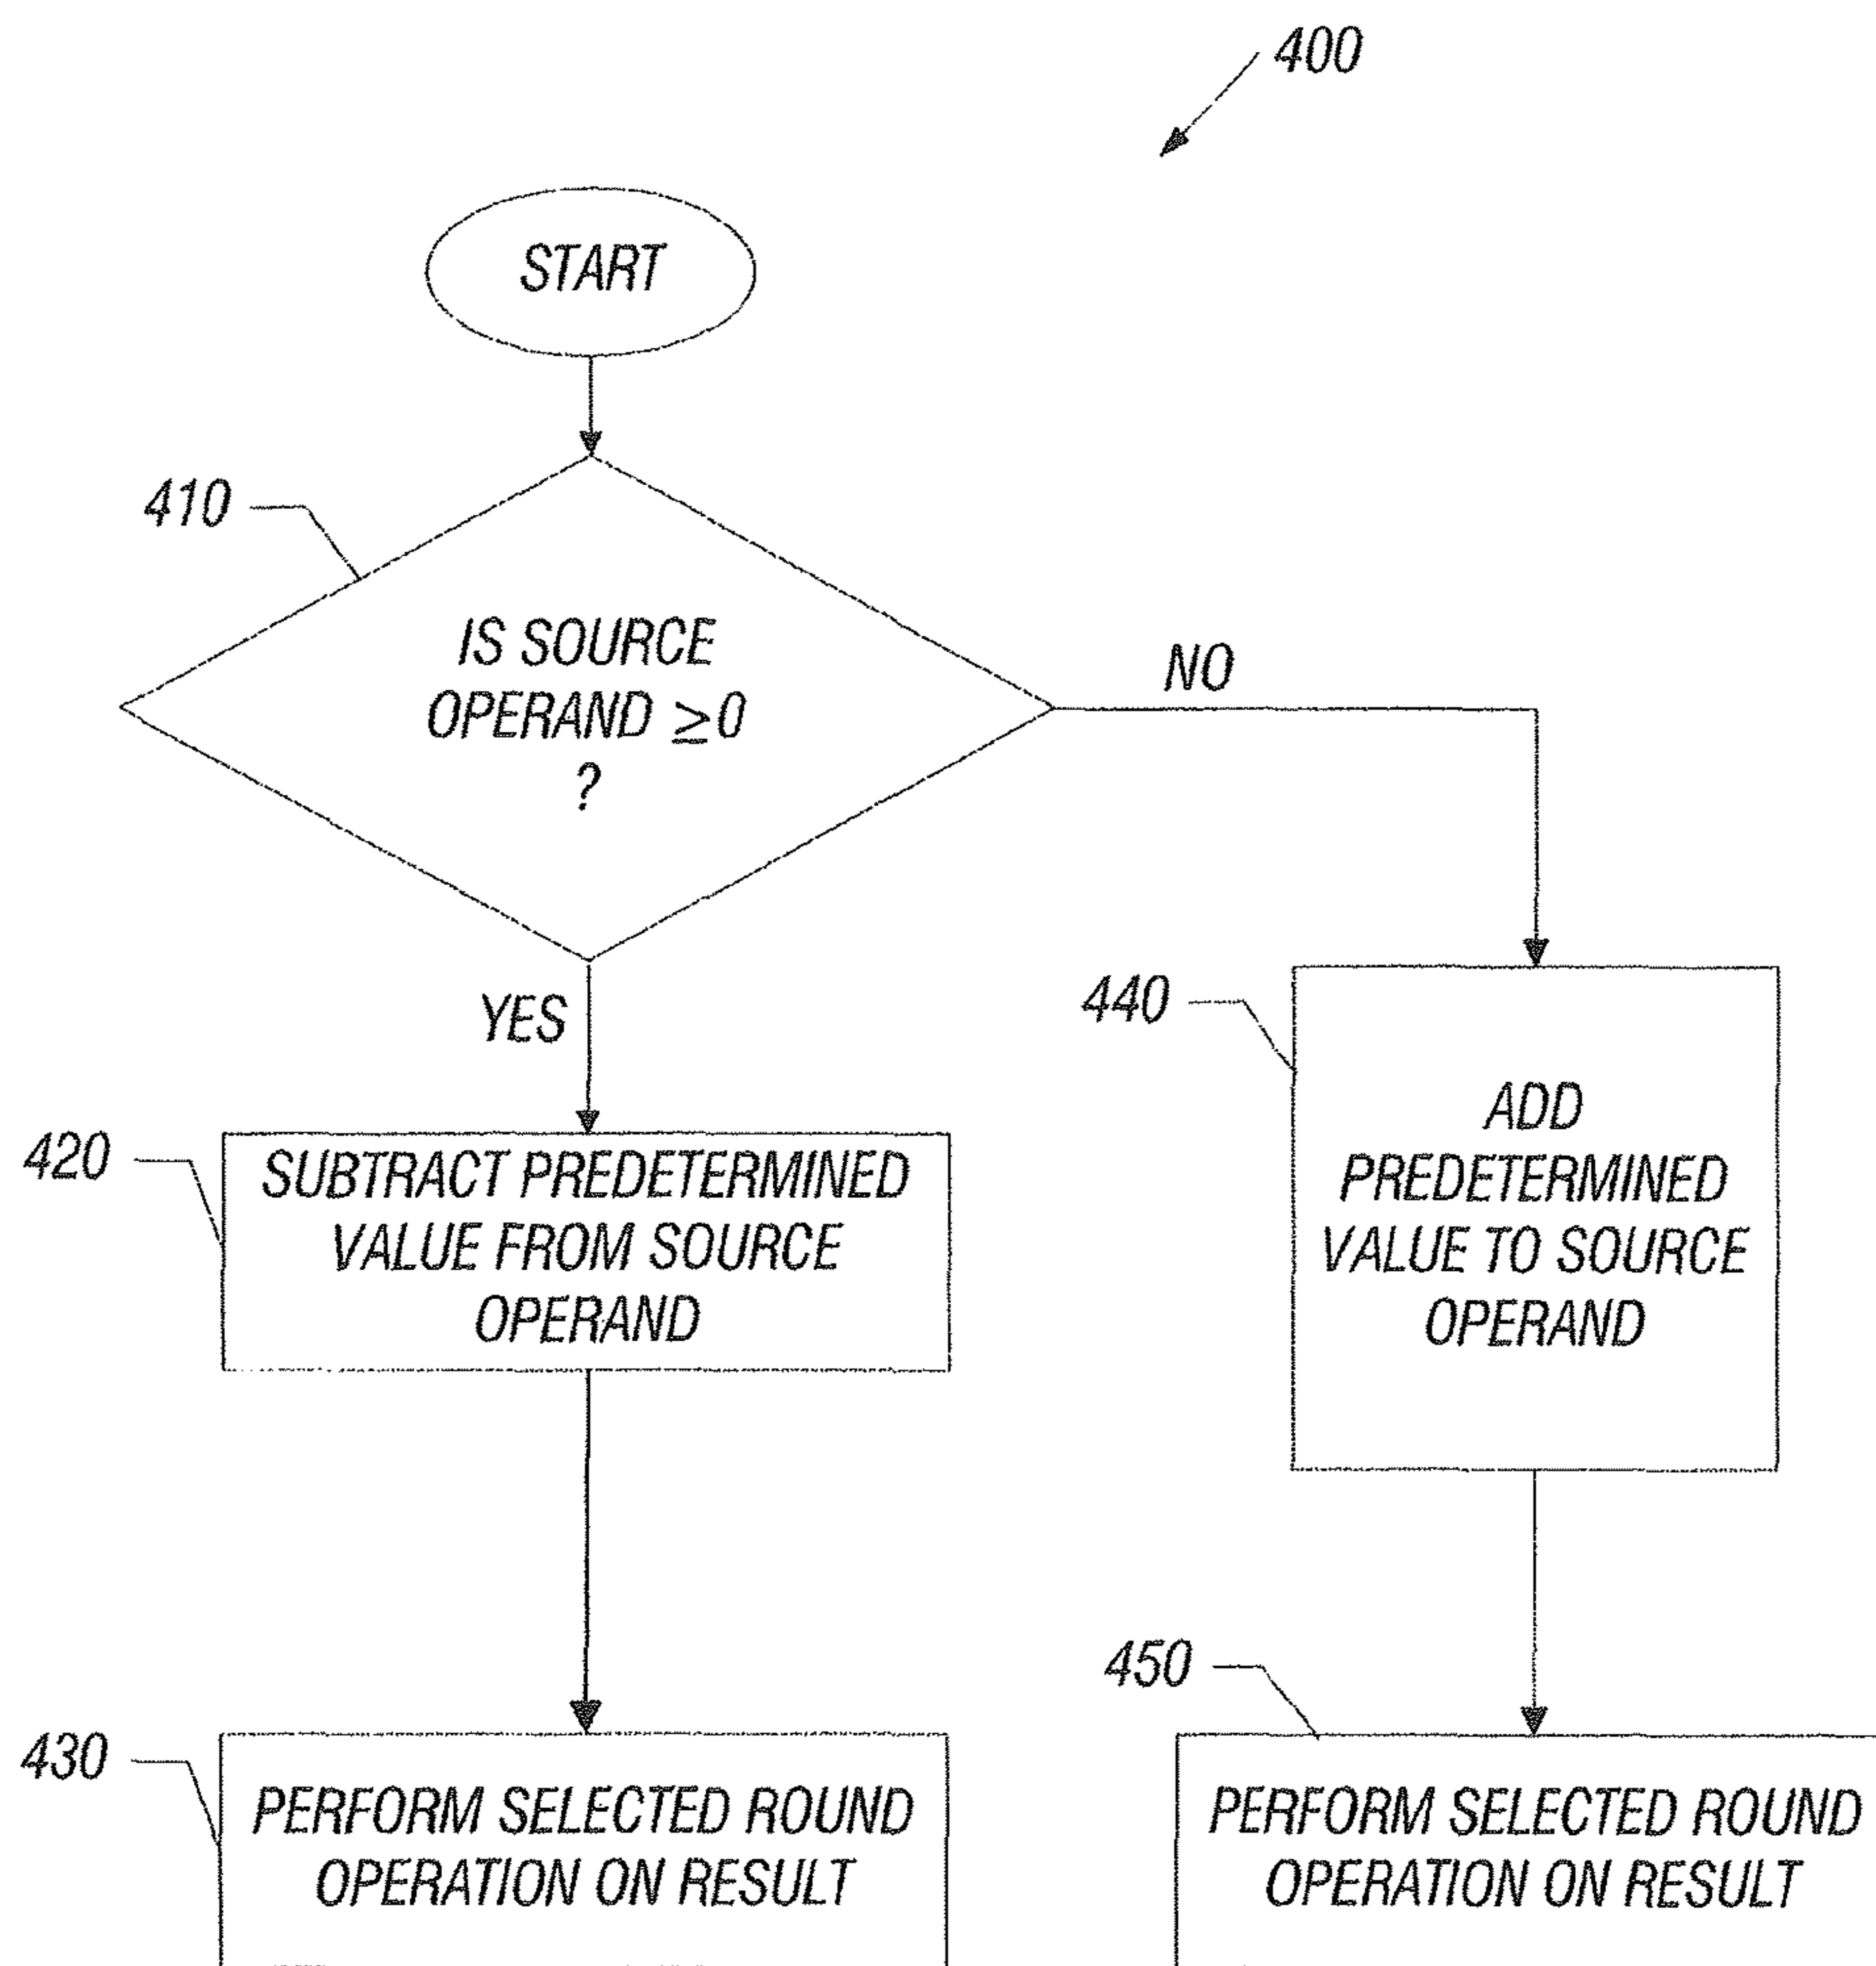 400
START
410
IS SOURCE
OPERAND ≥0
?
NO
YES
440
ADD
PREDETERMINED
VALUE TO SOURCE
OPERAND
420
SUBTRACT PREDETERMINED
VALUE FROM SOURCE
OPERAND
430
PERFORM SELECTED ROUND
OPERATION ON RESULT
450
PERFORM SELECTED ROUND
OPERATION ON RESULT